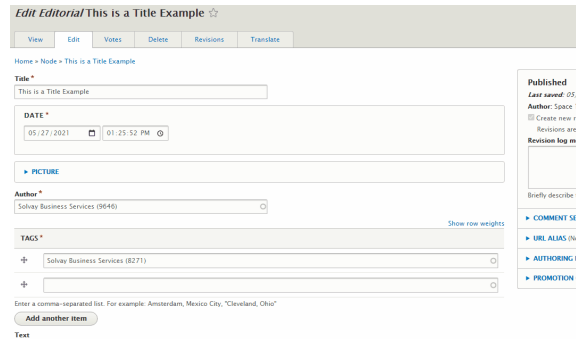 Edit Editorial This is a Title Example
View Edit Votes Delete Revisions Translate
Home » Node » This is a Title Example
Title *
This is a Title Example
DATE *
05/27/2021 01:25:52 PM
PICTURE
Author *
Solvay Business Services (9646)
Show row weights
TAGS *
Solvay Business Services (8271)
Enter a comma-separated list. For example: Amsterdam, Mexico City, "Cleveland, Ohio"
Add another item
Text
Published
Last saved: 05
Author: Space
Create new r
Revisions are
Revision log m
Briefly describe
COMMENT SE
URL ALIAS (N
AUTHORING
PROMOTION